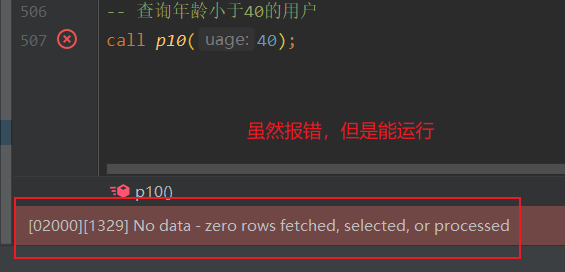 506 -- 查询年龄小于40的用户
507 call p10( uage: 40);
虽然报错，但是能运行
p10()
[02000][1329] No data - zero rows fetched, selected, or processed